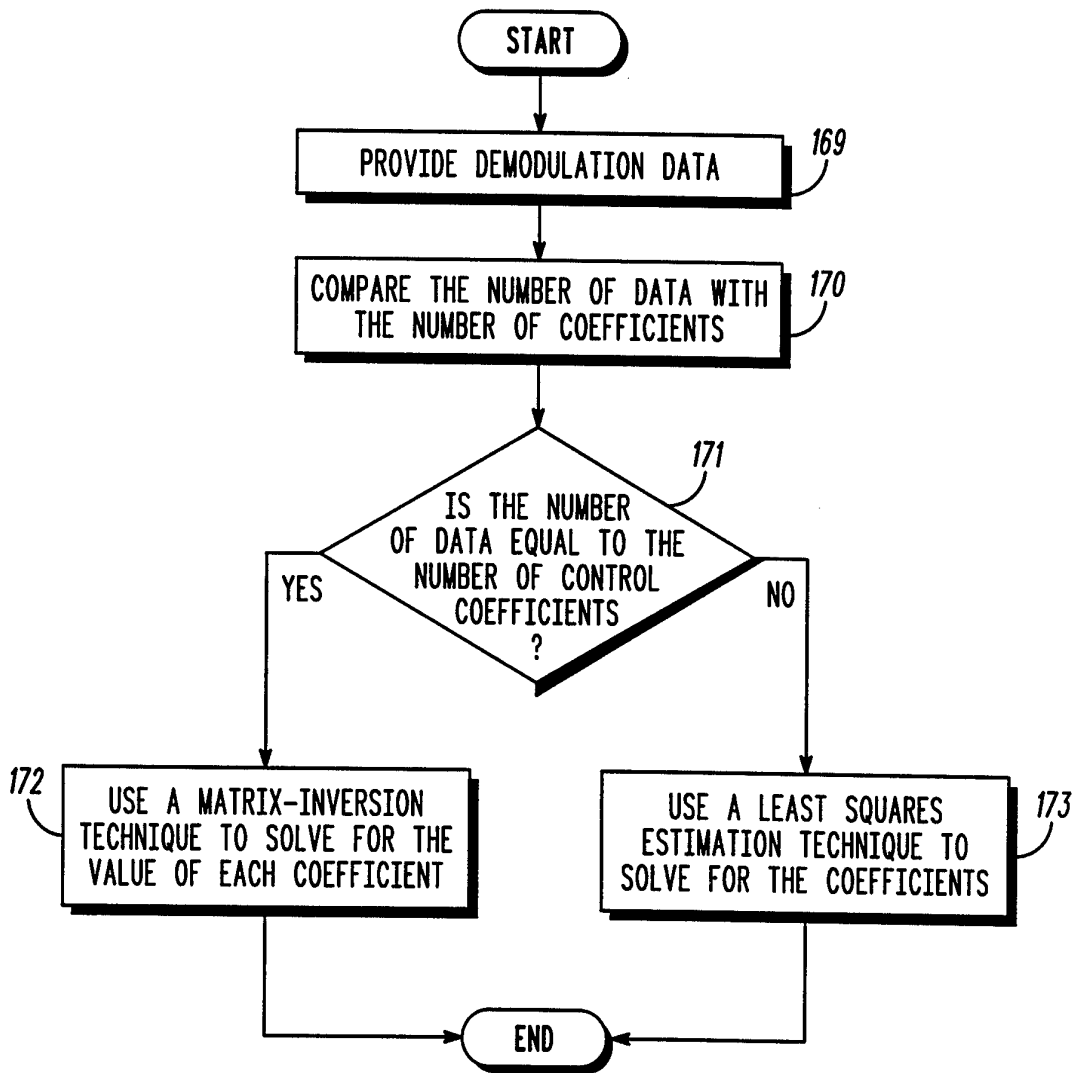 START
PROVIDE DEMODULATION DATA
169
COMPARE THE NUMBER OF DATA WITH
THE NUMBER OF COEFFICIENTS
170
171
IS THE NUMBER
OF DATA EQUAL TO THE
NUMBER OF CONTROL
COEFFICIENTS
?
YES
NO
172
USE A MATRIX-INVERSION
TECHNIQUE TO SOLVE FOR THE
VALUE OF EACH COEFFICIENT
USE A LEAST SQUARES
ESTIMATION TECHNIQUE TO
SOLVE FOR THE COEFFICIENTS
173
END